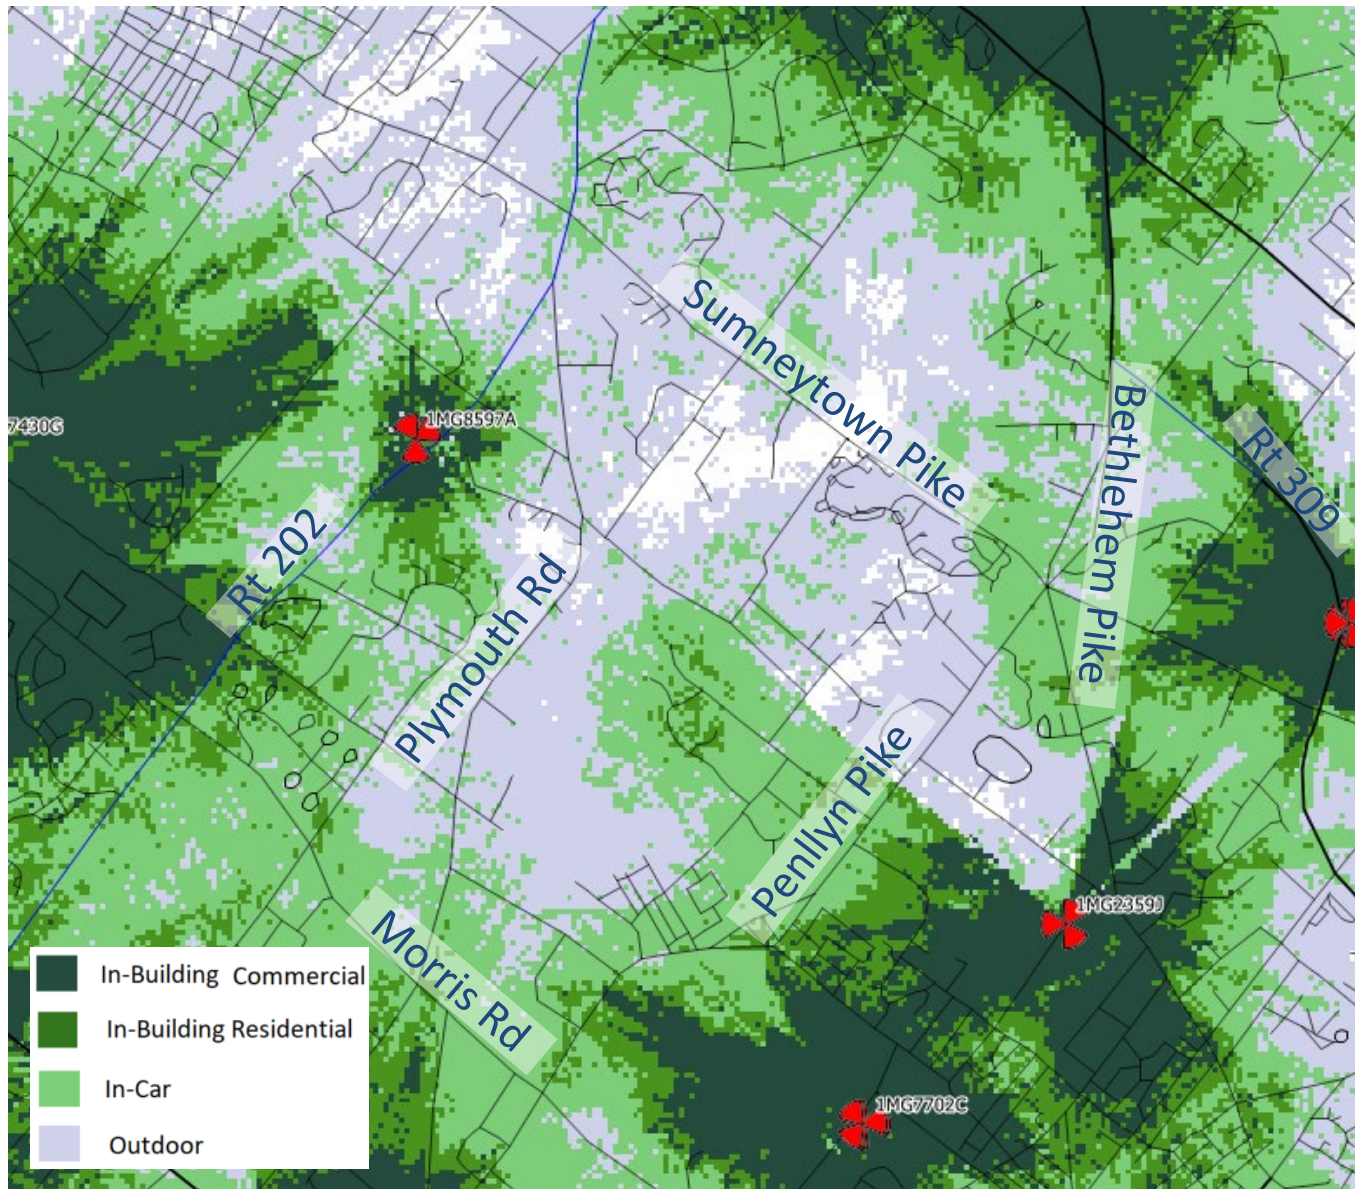 Sumneytown Pike
Bethlehem Pike
Rt 309
7430G
1MG8597A
Rt 202
Plymouth Rd
Penllyn Pike
1MG2359J
Morris Rd
1MG7702C
In-Building Commercial
In-Building Residential
In-Car
Outdoor